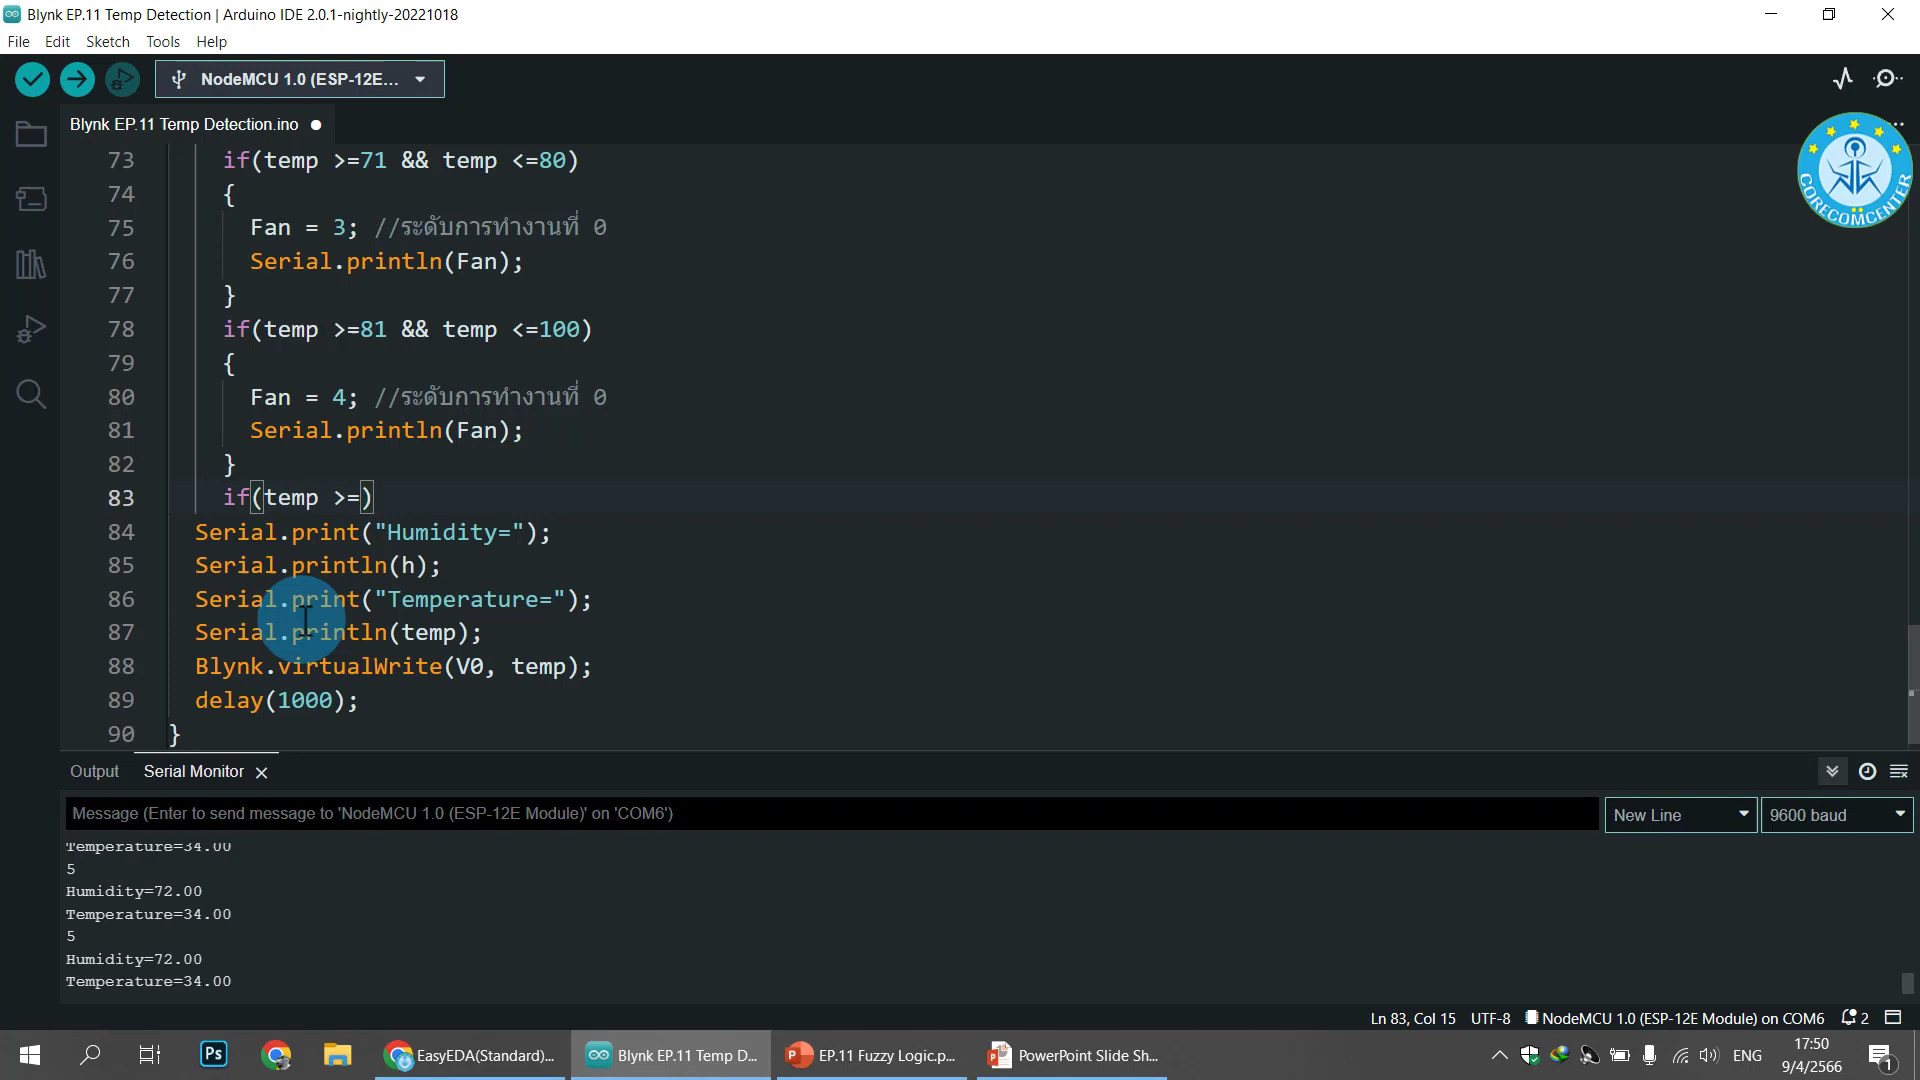 Blynk EP.11 Temp Detection | Arduino IDE 2.0.1-nightly-20221018
File Edit Sketch Tools Help
NodeMCU 1.0 (ESP-12E...
Blynk EP.11 Temp Detection.ino
CORECOMCENTER
73 if(temp >=71 && temp <=80)
74 {
75 Fan = 3; //ระดับการทำงานที่ 0
76 Serial.println(Fan);
77 }
78 if(temp >=81 && temp <=100)
79 {
80 Fan = 4; //ระดับการทำงานที่ 0
81 Serial.println(Fan);
82 }
83 if(temp >=)
84 Serial.print("Humidity=");
85 Serial.println(h);
86 Serial.print("Temperature=");
87 Serial.println(temp);
88 Blynk.virtualWrite(V0, temp);
89 delay(1000);
90 }
Output Serial Monitor
Message (Enter to send message to 'NodeMCU 1.0 (ESP-12E Module)' on 'COM6')
New Line 9600 baud
Temperature=34.00
5
Humidity=72.00
Temperature=34.00
5
Humidity=72.00
Temperature=34.00
Ln 83, Col 15 UTF-8 NodeMCU 1.0 (ESP-12E Module) on COM6 2
Ps EasyEDA(Standard)... Blynk EP.11 Temp D... EP.11 Fuzzy Logic.p... PowerPoint Slide Sh... ENG 17:50
9/4/2566 1